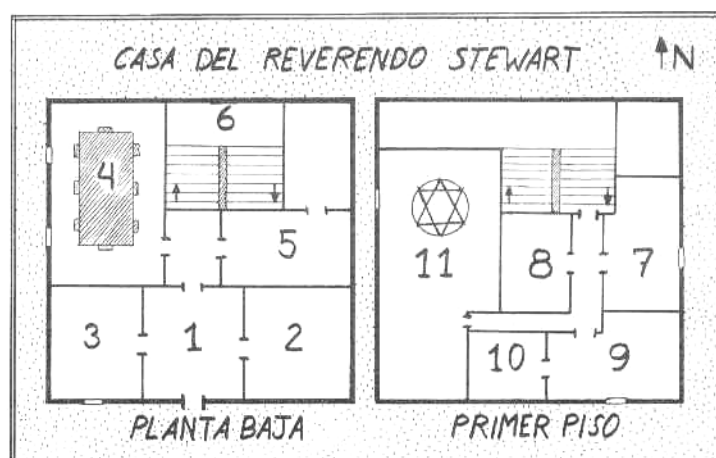 CASA DEL REVERENDO STEWART
N
6
4
5
3
1
2
11
8
7
10
9
PLANTA BAJA
PRIMER PISO